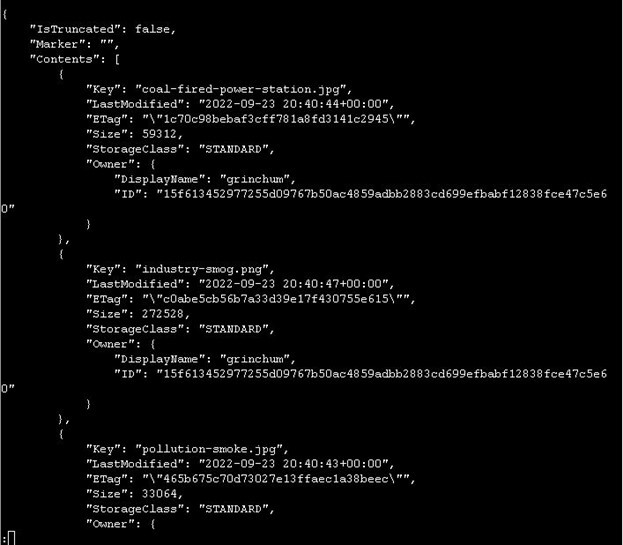 {
    "IsTruncated": false,
    "Marker": "",
    "Contents": [
        {
            "Key": "coal-fired-power-station.jpg",
            "LastModified": "2022-09-23 20:40:44+00:00",
            "ETag": "\"1c70c98bebaf3cff781a8fd3141c2945\"",
            "Size": 59312,
            "StorageClass": "STANDARD",
            "Owner": {
                "DisplayName": "grinchum",
                "ID": "15f613452977255d09767b50ac4859adbb2883cd699efbabf12838fce47c5e6
0"
            }
        },
        {
            "Key": "industry-smog.png",
            "LastModified": "2022-09-23 20:40:47+00:00",
            "ETag": "\"c0abe5cb56b7a33d39e17f430755e615\"",
            "Size": 272528,
            "StorageClass": "STANDARD",
            "Owner": {
                "DisplayName": "grinchum",
                "ID": "15f613452977255d09767b50ac4859adbb2883cd699efbabf12838fce47c5e6
0"
            }
        },
        {
            "Key": "pollution-smoke.jpg",
            "LastModified": "2022-09-23 20:40:43+00:00",
            "ETag": "\"465b675c70d73027e13ffaec1a38beec\"",
            "Size": 33064,
            "StorageClass": "STANDARD",
            "Owner": {
: